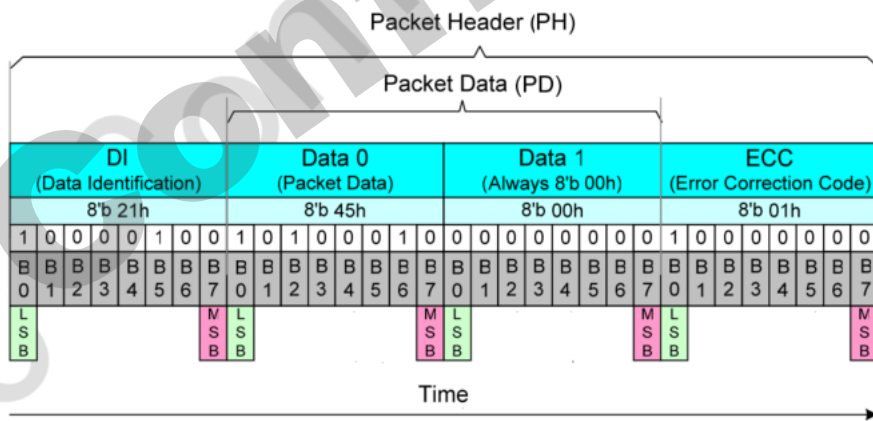 Packet Header (PH)
Packet Data (PD)
DI Data 0 Data 1 ECC
(Data Identification) (Packet Data) (Always 8'b 00h) (Error Correction Code)
8'b 21h 8'b 45h 8'b 00h 8'b 01h
1 0 0 0 0 1 0 0 1 0 1 0 0 0 1 0 0 0 0 0 0 0 0 0 1 0 0 0 0 0 0 0
B0 B1 B2 B3 B4 B5 B6 B7 B0 B1 B2 B3 B4 B5 B6 B7 B0 B1 B2 B3 B4 B5 B6 B7 B0 B1 B2 B3 B4 B5 B6 B7
LSB MSB LSB MSB LSB MSB LSB MSB
Time